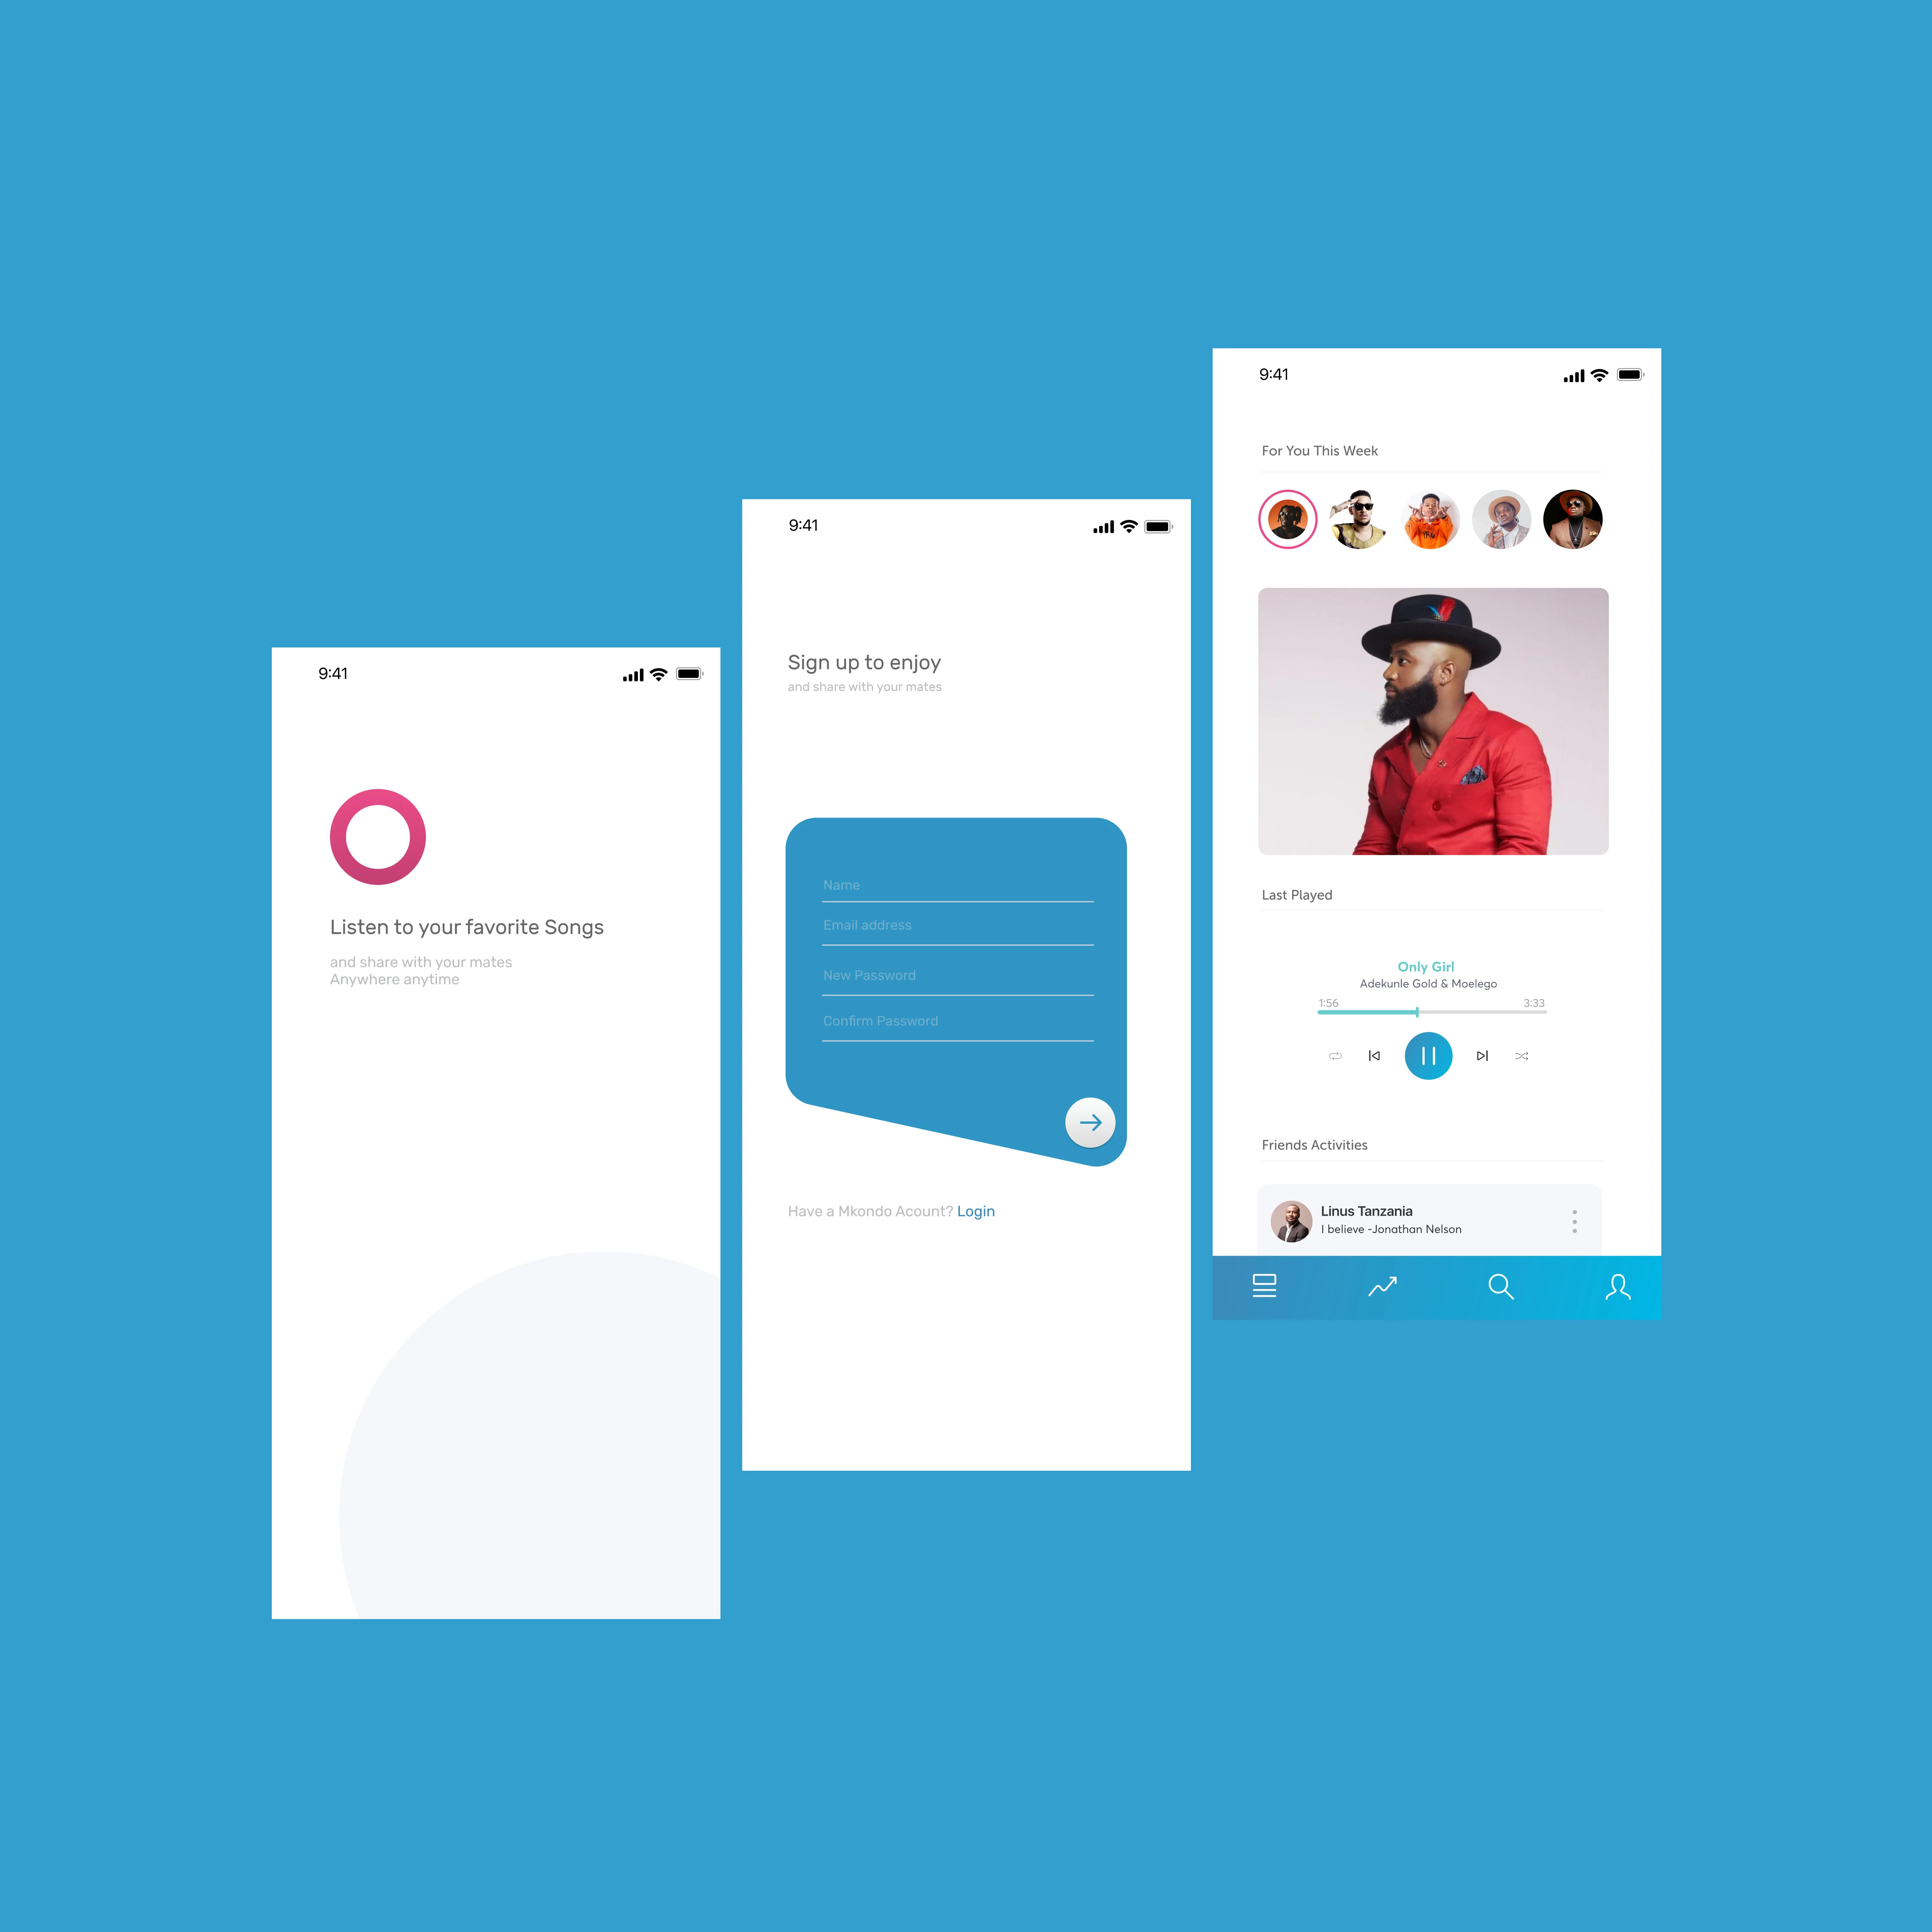 9:41
Listen to your favorite Songs
and share with your mates
Anywhere anytime
9:41
Sign up to enjoy
and share with your mates
Name
Email address
New Password
Confirm Password
Have a Mkondo Acount? Login
9:41
For You This Week
Last Played
Only Girl
Adekunle Gold & Moelego
1:56 3:33
Friends Activities
Linus Tanzania
I believe -Jonathan Nelson